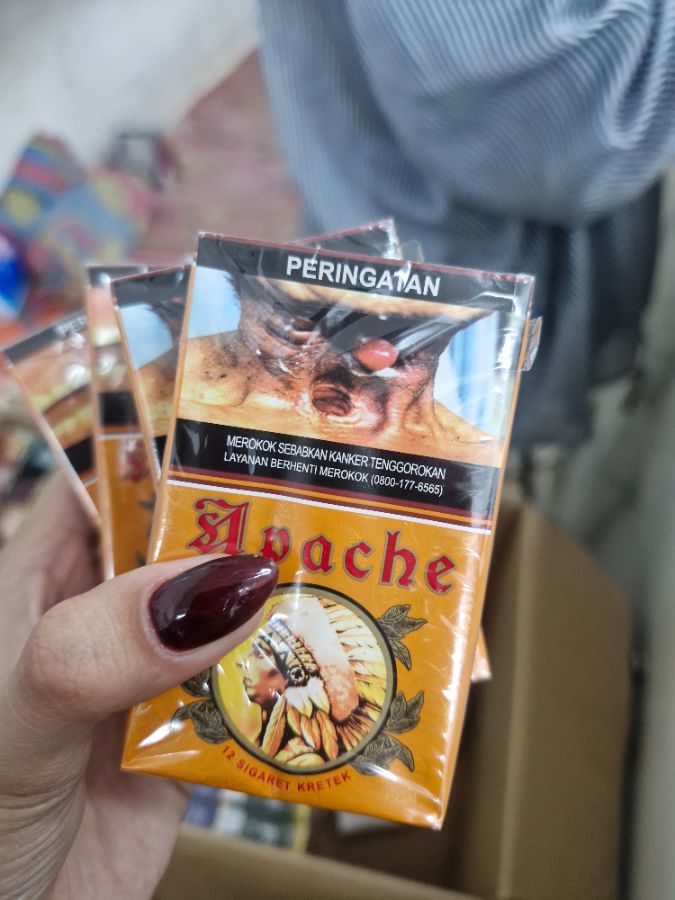 PERINGATAN
MEROKOK SEBABKAN KANKER TENGGOROKAN
LAYANAN BERHENTI MEROKOK (0800-177-6565)
Apache
12 SIGARET KRETEK